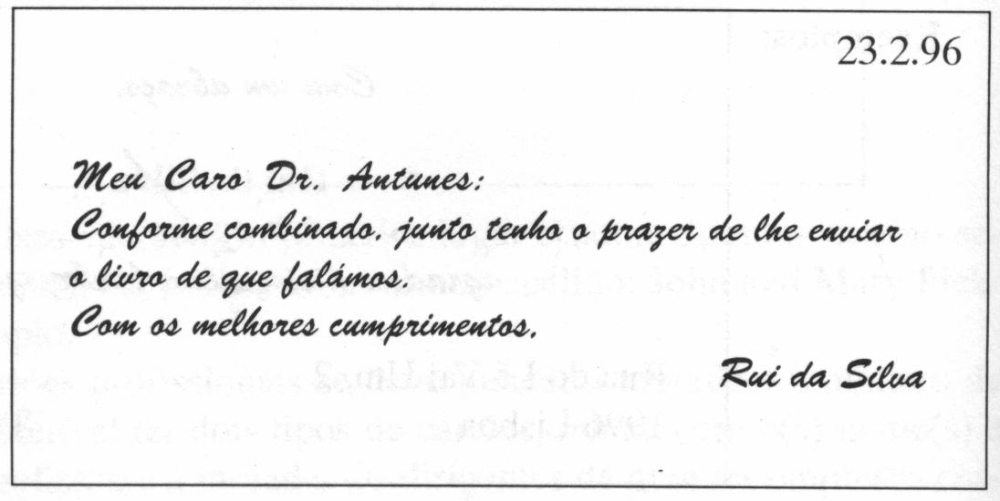 23.2.96
Meu Caro Dr. Antunes:
Conforme combinado, junto tenho o prazer de lhe enviar
o livro de que falámos.
Com os melhores cumprimentos,
Rui da Silva